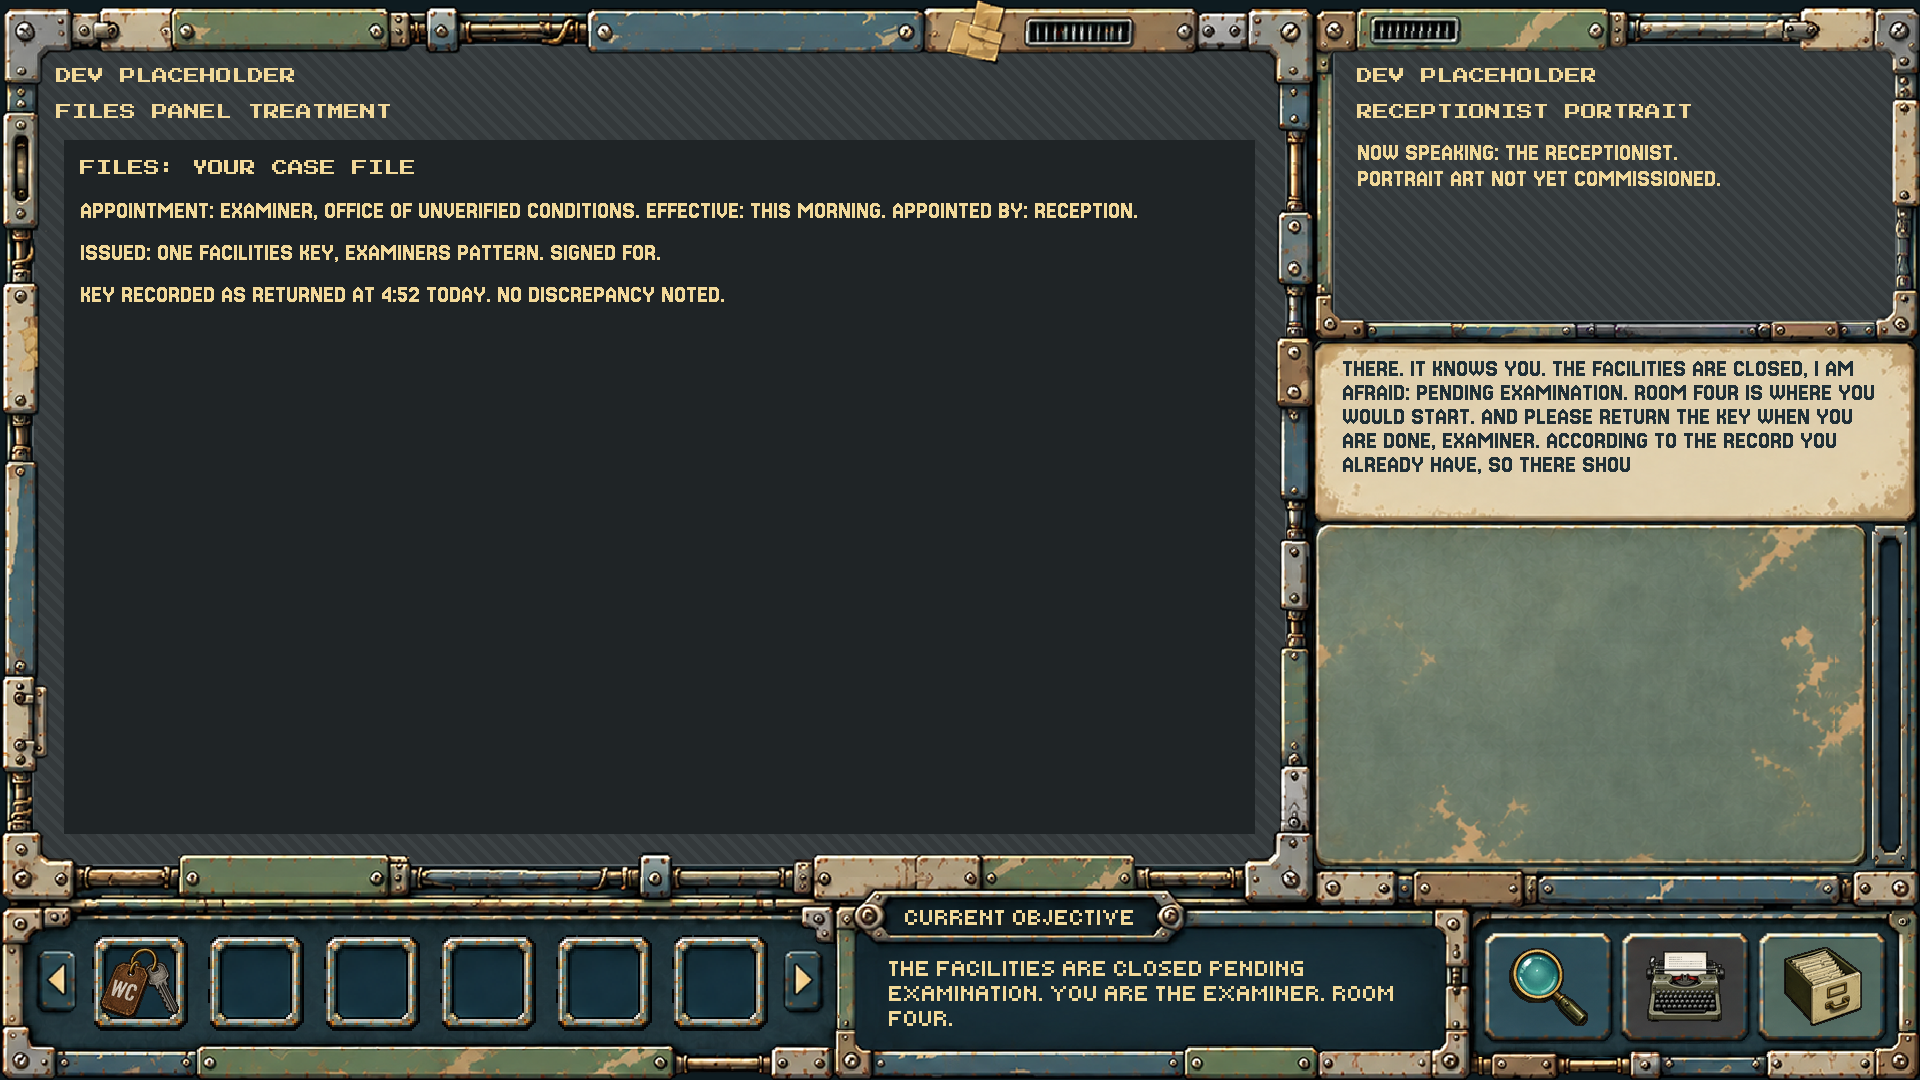 DEV PLACEHOLDER
FILES PANEL TREATMENT
FILES: YOUR CASE FILE
APPOINTMENT: EXAMINER, OFFICE OF UNVERIFIED CONDITIONS. EFFECTIVE: THIS MORNING. APPOINTED BY: RECEPTION.
ISSUED: ONE FACILITIES KEY, EXAMINERS PATTERN. SIGNED FOR.
KEY RECORDED AS RETURNED AT 4:52 TODAY. NO DISCREPANCY NOTED.
DEV PLACEHOLDER
RECEPTIONIST PORTRAIT
NOW SPEAKING: THE RECEPTIONIST.
PORTRAIT ART NOT YET COMMISSIONED.
THERE. IT KNOWS YOU. THE FACILITIES ARE CLOSED, I AM
AFRAID: PENDING EXAMINATION. ROOM FOUR IS WHERE YOU
WOULD START. AND PLEASE RETURN THE KEY WHEN YOU
ARE DONE, EXAMINER. ACCORDING TO THE RECORD YOU
ALREADY HAVE, SO THERE SHOU
WC
CURRENT OBJECTIVE
THE FACILITIES ARE CLOSED PENDING
EXAMINATION. YOU ARE THE EXAMINER. ROOM
FOUR.